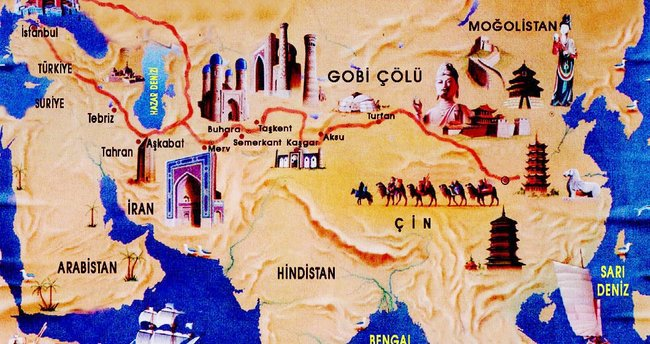 MOĞOLİSTAN
İstanbul
TÜRKİYE
GOBİ ÇÖLÜ
HAZAR DENİZİ
SURİYE
Tebriz
Turfan
Buhara
Taşkent
Semerkant
Kaşgar
Aksu
Tahran
Aşkabat
Merv
İRAN
ÇİN
ARABİSTAN
HİNDİSTAN
SARI
DENİZ
BENGAL